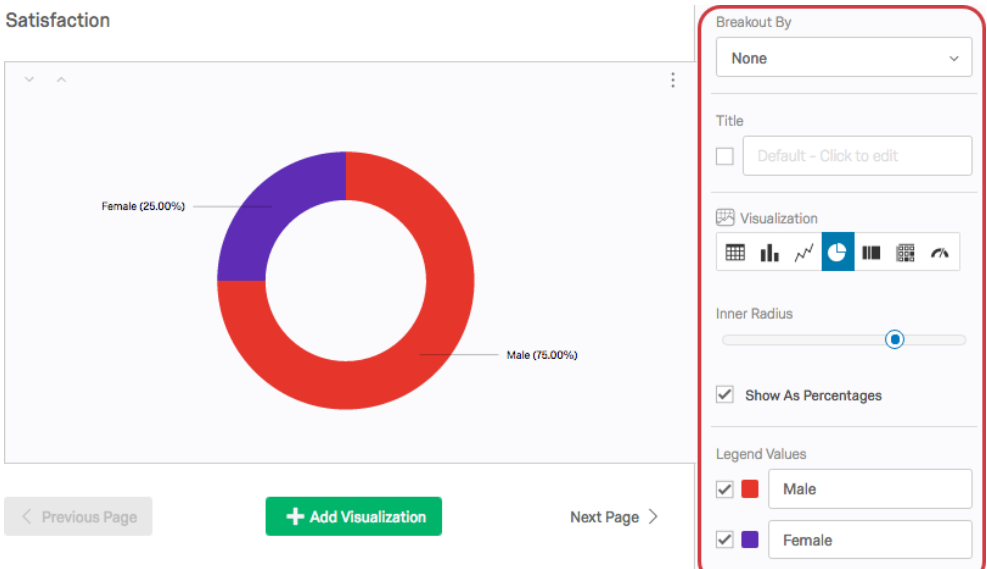 Satisfaction
Female (25.00%)
Male (75.00%)
Previous Page
Add Visualization
Next Page
Breakout By
None
Title
Default - Click to edit
Visualization
Inner Radius
Show As Percentages
Legend Values
Male
Female